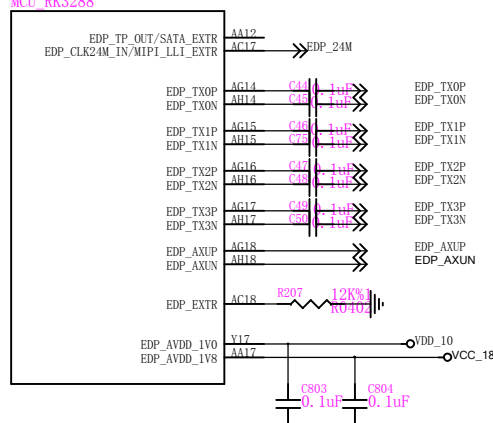 MCU_RK3288
EDP_TP_OUT/SATA_EXTR AA12
EDP_CLK24M_IN/MIPI_LLI_EXTR AC17 EDP_24M
EDP_TX0P AG14 C44 0.1uF EDP_TX0P
EDP_TX0N AH14 C45 0.1uF EDP_TX0N
EDP_TX1P AG15 C46 0.1uF EDP_TX1P
EDP_TX1N AH15 C75 0.1uF EDP_TX1N
EDP_TX2P AG16 C47 0.1uF EDP_TX2P
EDP_TX2N AH16 C48 0.1uF EDP_TX2N
EDP_TX3P AG17 C49 0.1uF EDP_TX3P
EDP_TX3N AH17 C50 0.1uF EDP_TX3N
EDP_AXUP AG18 EDP_AXUP
EDP_AXUN AH18 EDP_AXUN
EDP_EXTR AC18 R207 12K%1
R0402
EDP_AVDD_1V0 Y17 VDD_10
EDP_AVDD_1V8 AA17 VCC_18
C803 C804
0.1uF 0.1uF